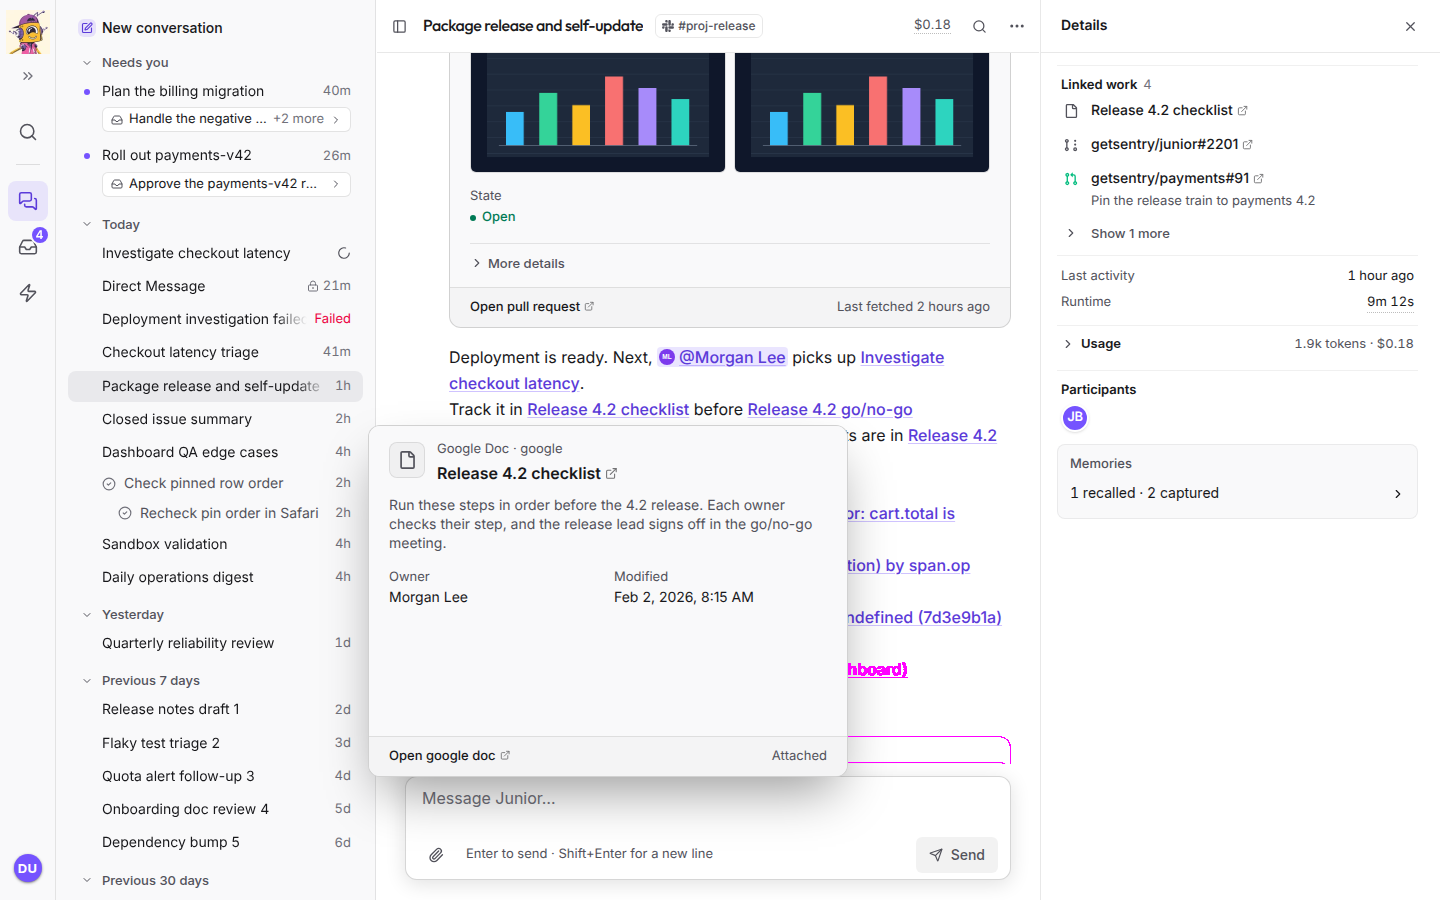 New conversation
Needs you
Plan the billing migration 40m
Handle the negative ... +2 more
Roll out payments-v42 26m
Approve the payments-v42 r...
Today
Investigate checkout latency
Direct Message 21m
Deployment investigation failed Failed
Checkout latency triage 41m
Package release and self-update 1h
Closed issue summary 2h
Dashboard QA edge cases 4h
Check pinned row order 2h
Recheck pin order in Safari 2h
Sandbox validation 4h
Daily operations digest 4h
Yesterday
Quarterly reliability review 1d
Previous 7 days
Release notes draft 1 2d
Flaky test triage 2 3d
Quota alert follow-up 3 4d
Onboarding doc review 4 5d
Dependency bump 5 6d
Previous 30 days
4
DU
Package release and self-update #proj-release $0.18
State
Open
More details
Open pull request Last fetched 2 hours ago
Deployment is ready. Next, ML @Morgan Lee picks up Investigate
checkout latency.
Track it in Release 4.2 checklist before Release 4.2 go/no-go
s are in Release 4.2
or: cart.total is
tion) by span.op
ndefined (7d3e9b1a)
hboard)
Google Doc · google
Release 4.2 checklist
Run these steps in order before the 4.2 release. Each owner
checks their step, and the release lead signs off in the go/no-go
meeting.
Owner Modified
Morgan Lee Feb 2, 2026, 8:15 AM
Open google doc Attached
Message Junior...
Enter to send · Shift+Enter for a new line Send
Details
Linked work 4
Release 4.2 checklist
getsentry/junior#2201
getsentry/payments#91
Pin the release train to payments 4.2
Show 1 more
Last activity 1 hour ago
Runtime 9m 12s
Usage 1.9k tokens · $0.18
Participants
JB
Memories
1 recalled · 2 captured